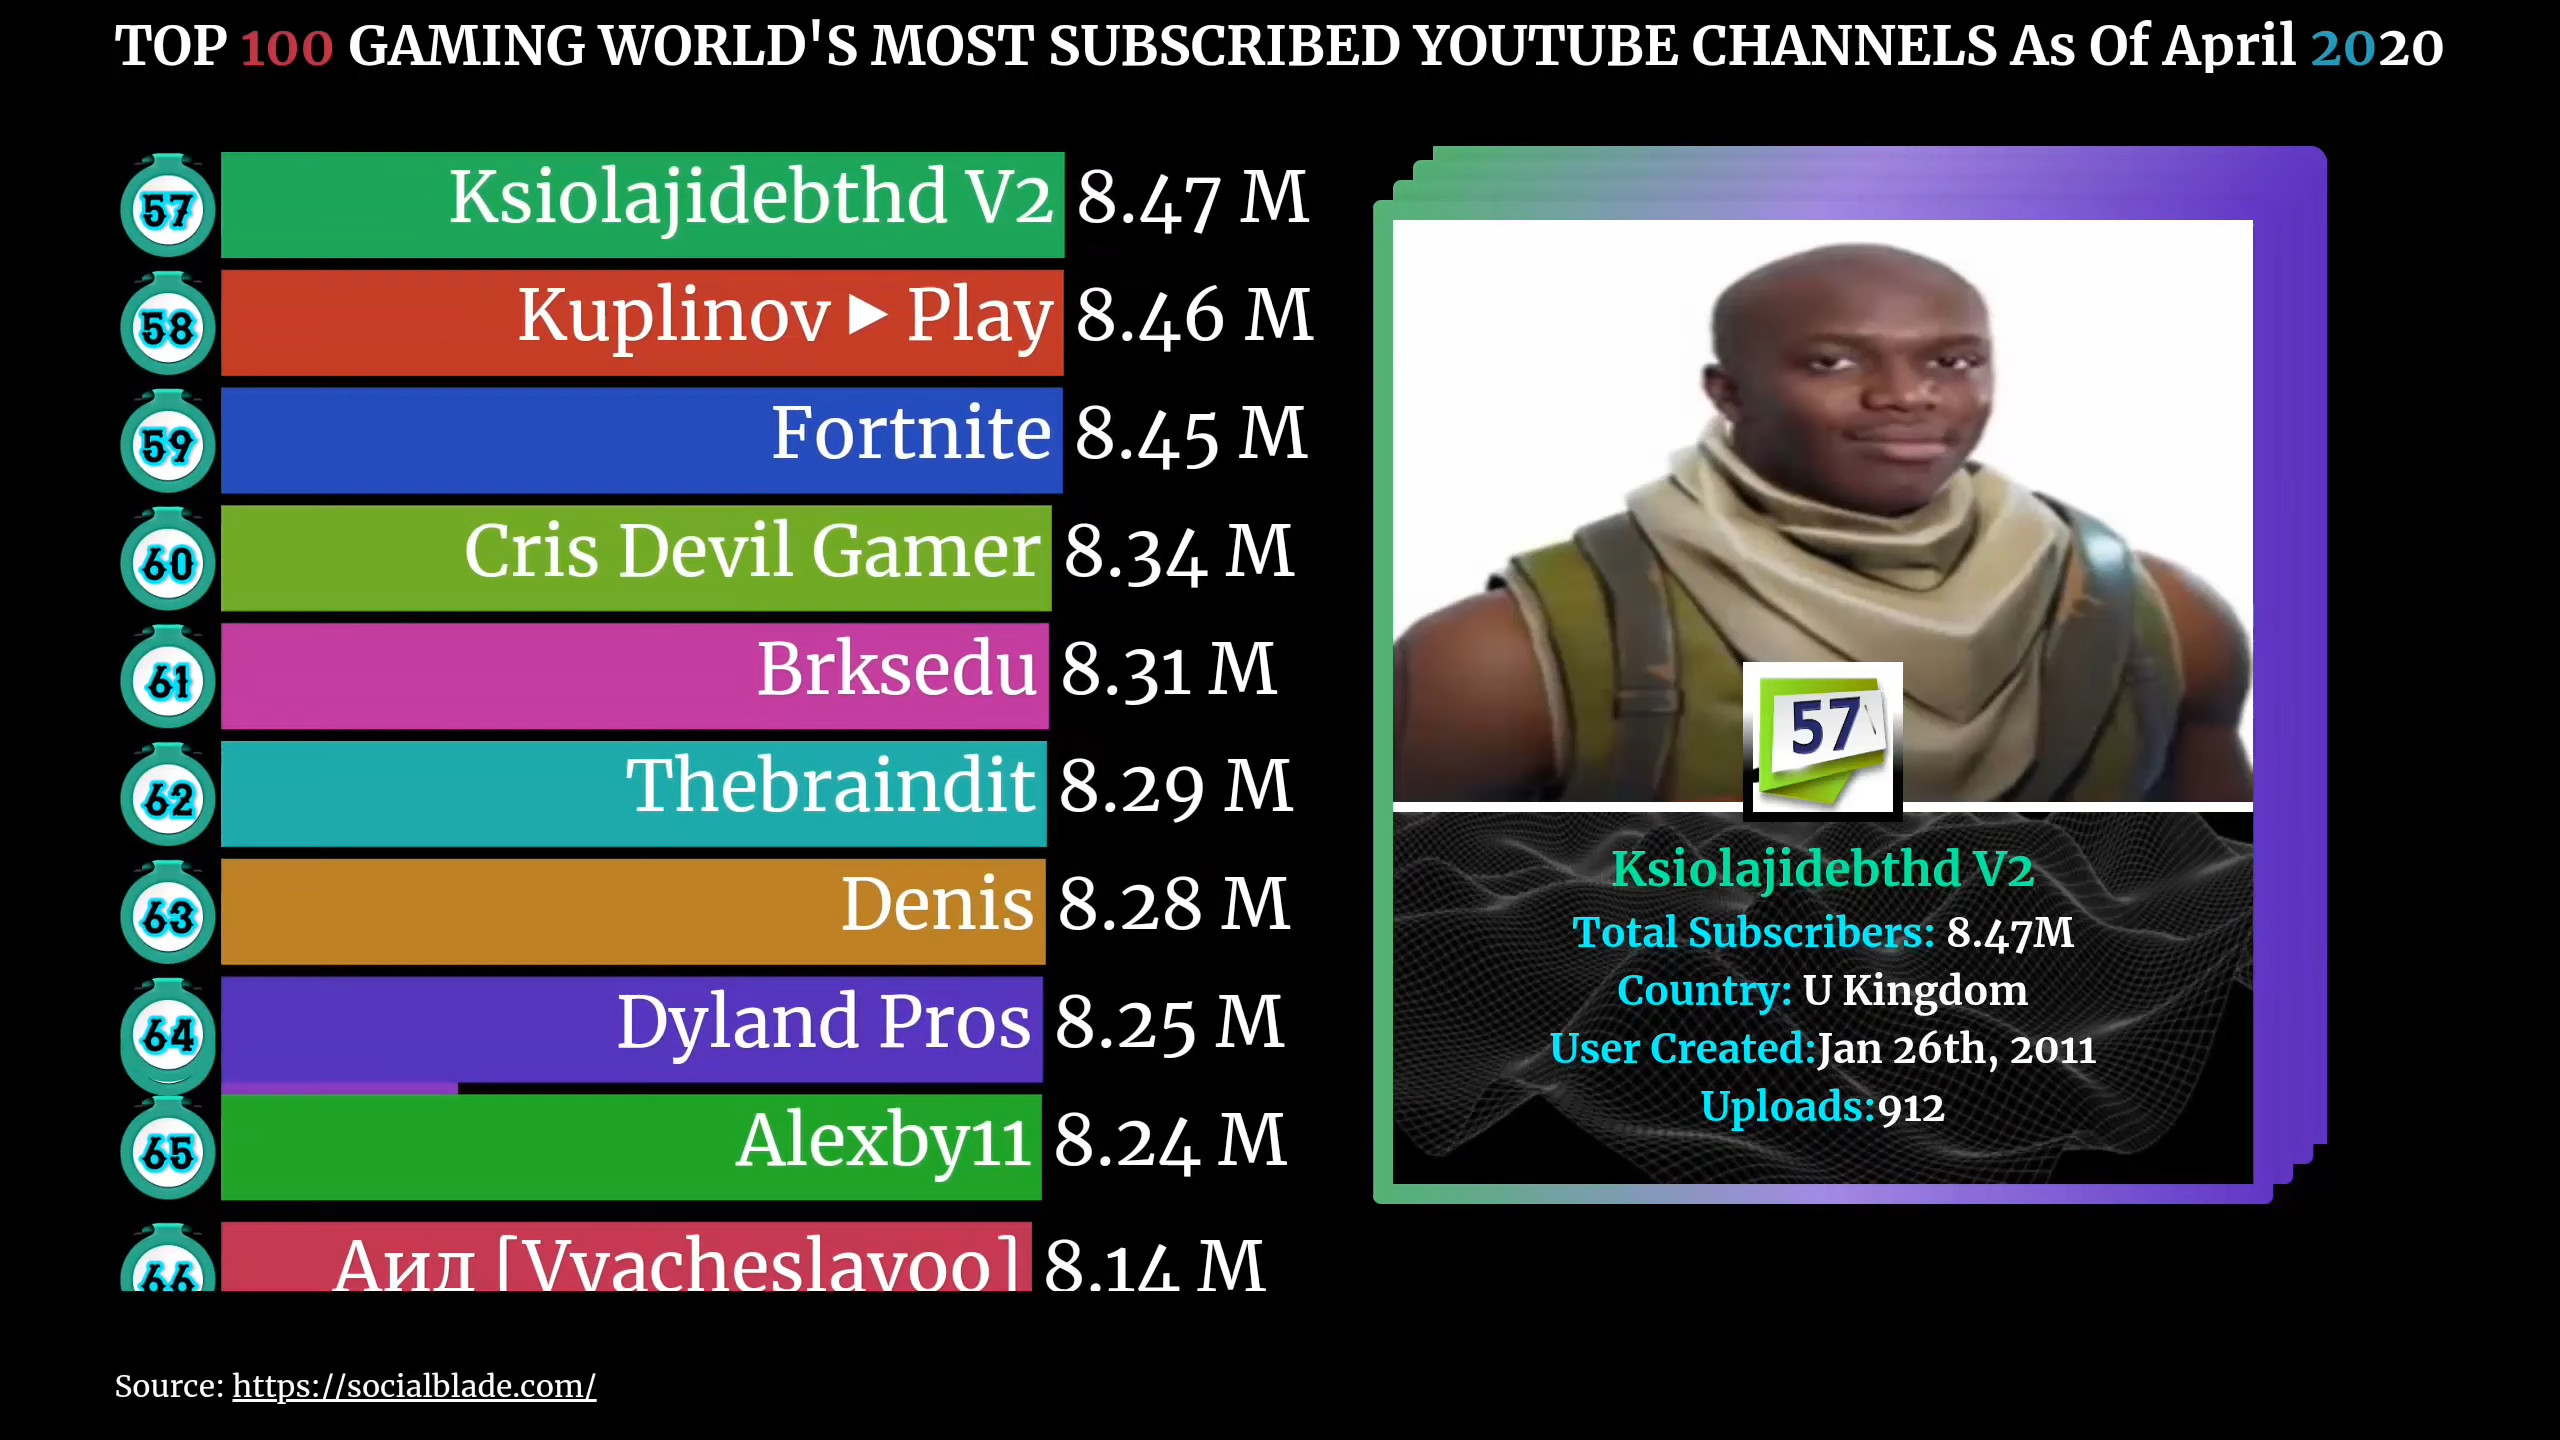 TOP 100 GAMING WORLD'S MOST SUBSCRIBED YOUTUBE CHANNELS As Of April 2020
57 Ksiolajidebthd V2 8.47 M
58 Kuplinov ► Play 8.46 M
59 Fortnite 8.45 M
60 Cris Devil Gamer 8.34 M
61 Brksedu 8.31 M
62 Thebraindit 8.29 M
63 Denis 8.28 M
64 Dyland Pros 8.25 M
65 Alexby11 8.24 M
66 Аид [Vyacheslavoo] 8.14 M
57
Ksiolajidebthd V2
Total Subscribers: 8.47M
Country: U Kingdom
User Created:Jan 26th, 2011
Uploads:912
Source: https://socialblade.com/